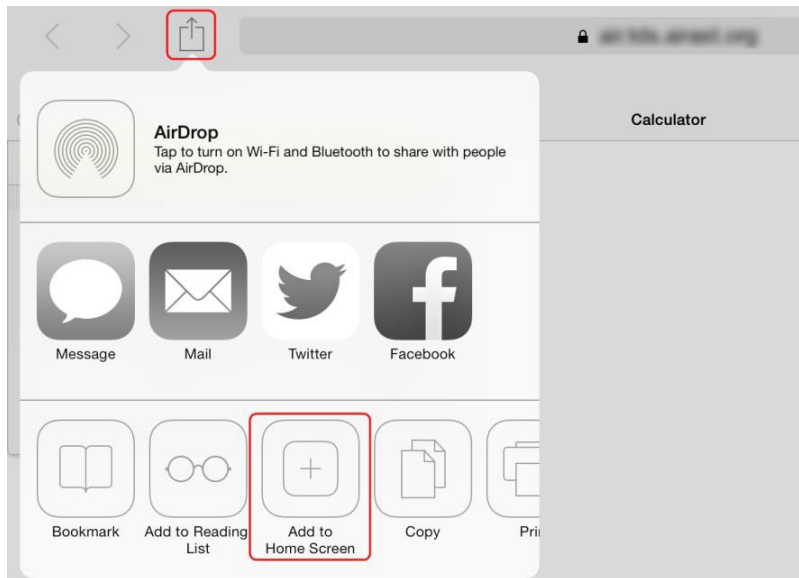 AirDrop
Tap to turn on Wi-Fi and Bluetooth to share with people
via AirDrop.
Calculator
Message
Mail
Twitter
Facebook
Bookmark
Add to Reading
List
Add to
Home Screen
Copy